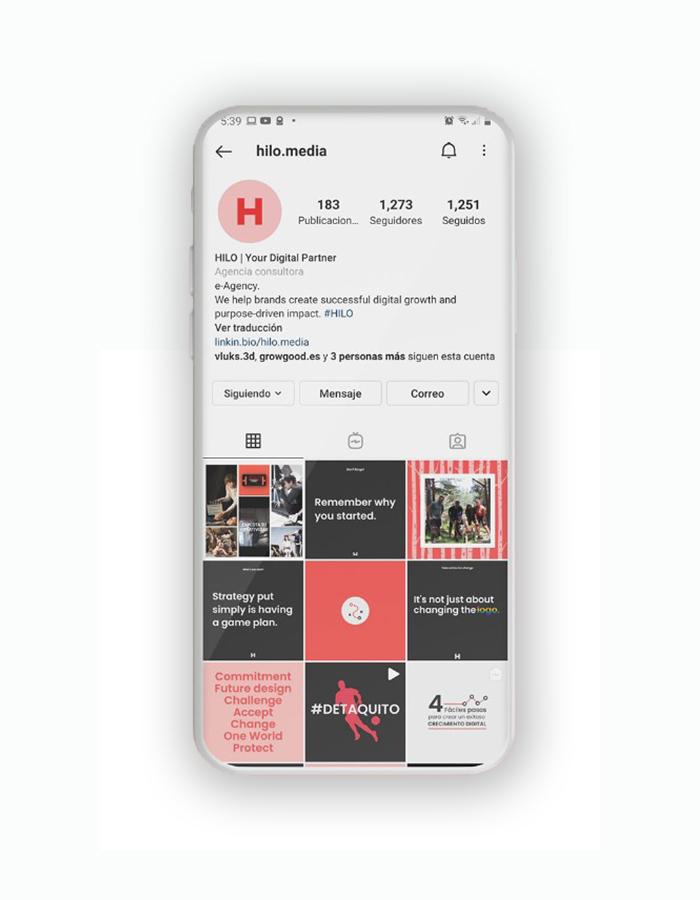 5:39
hilo.media
H
183
1,273
1,251
Publicacion...
Seguidores
Seguidos
HILO | Your Digital Partner
Agencia consultora
e-Agency.
We help brands create successful digital growth and
purpose-driven impact. #HILO
Ver traducción
linkin.bio/hilo.media
vluks.3d, growgood.es y 3 personas más siguen esta cuenta
Siguiendo
Mensaje
Correo
Don't forget
Remember why
you started.
H
Strategy put
simply is having
a game plan.
H
It's not just about
changing the logo.
H
Commitment
Future design
Challenge
Accept
Change
One World
Protect
#DETAQUITO
4
Fáciles pasos
para crear un exitoso
CRECIMIENTO DIGITAL